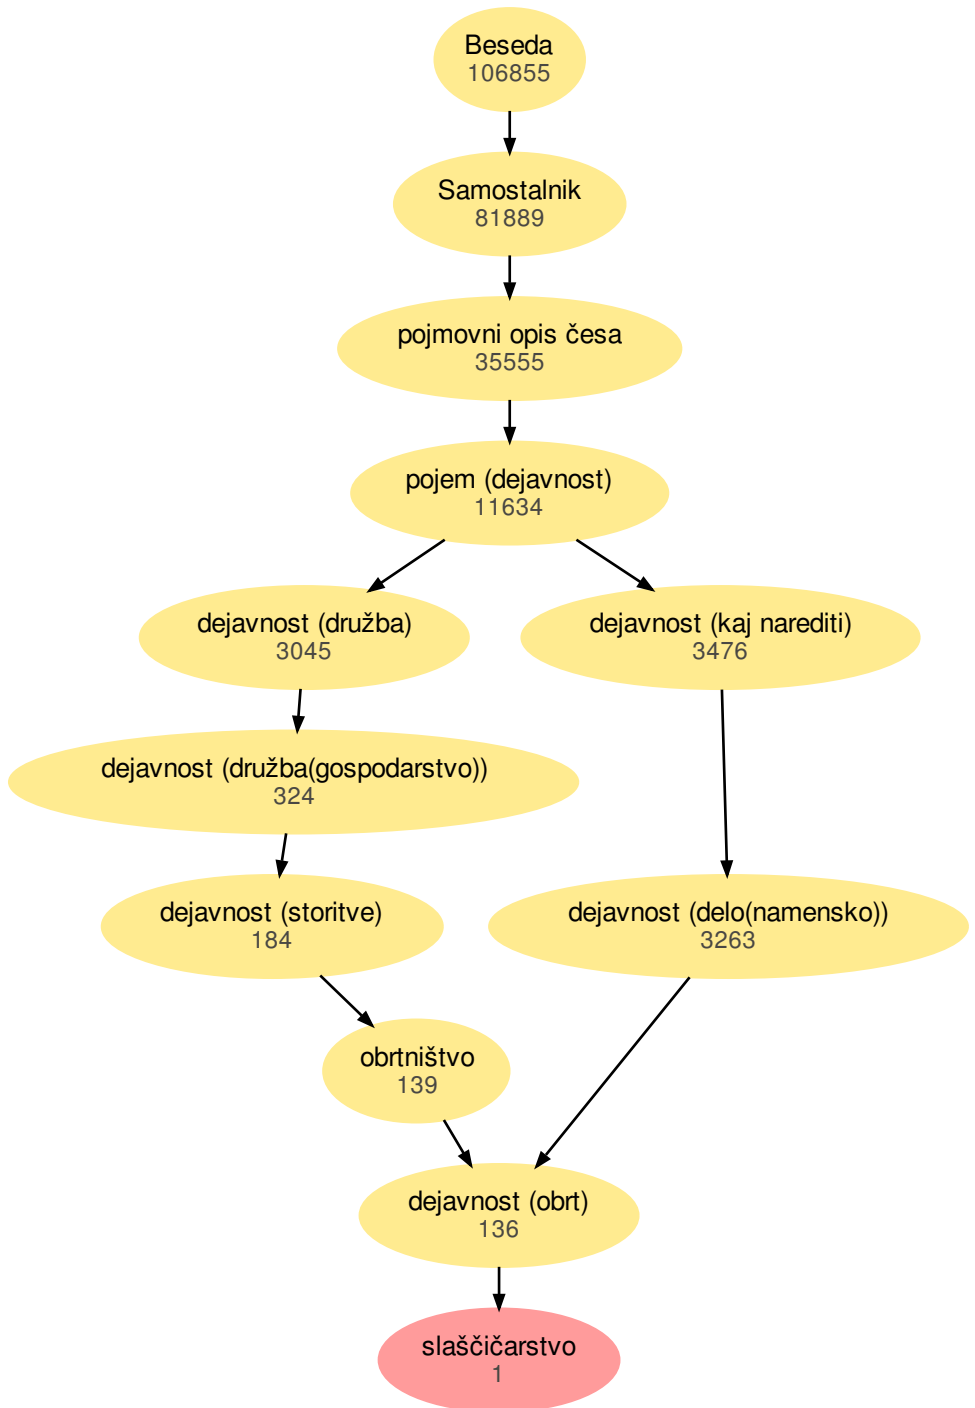 Beseda
106855
Samostalnik
81889
pojmovni opis česa
35555
pojem (dejavnost)
11634
dejavnost (družba)
3045
dejavnost (kaj narediti)
3476
dejavnost (družba(gospodarstvo))
324
dejavnost (storitve)
184
dejavnost (delo(namensko))
3263
obrtništvo
139
dejavnost (obrt)
136
slaščičarstvo
1